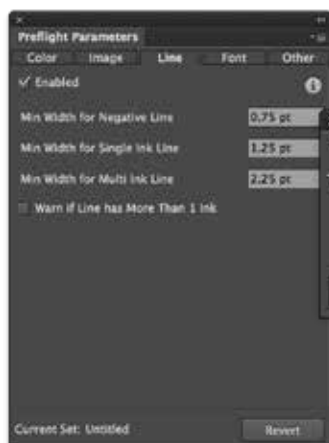 Preflight Parameters
Color Image Line Font Other
Enabled
Min Width for Negative Line 0.75 pt
Min Width for Single Ink Line 1.25 pt
Min Width for Multi Ink Line 2.25 pt
Warn if Line has More Than 1 Ink
Current Set: Untitled Revert